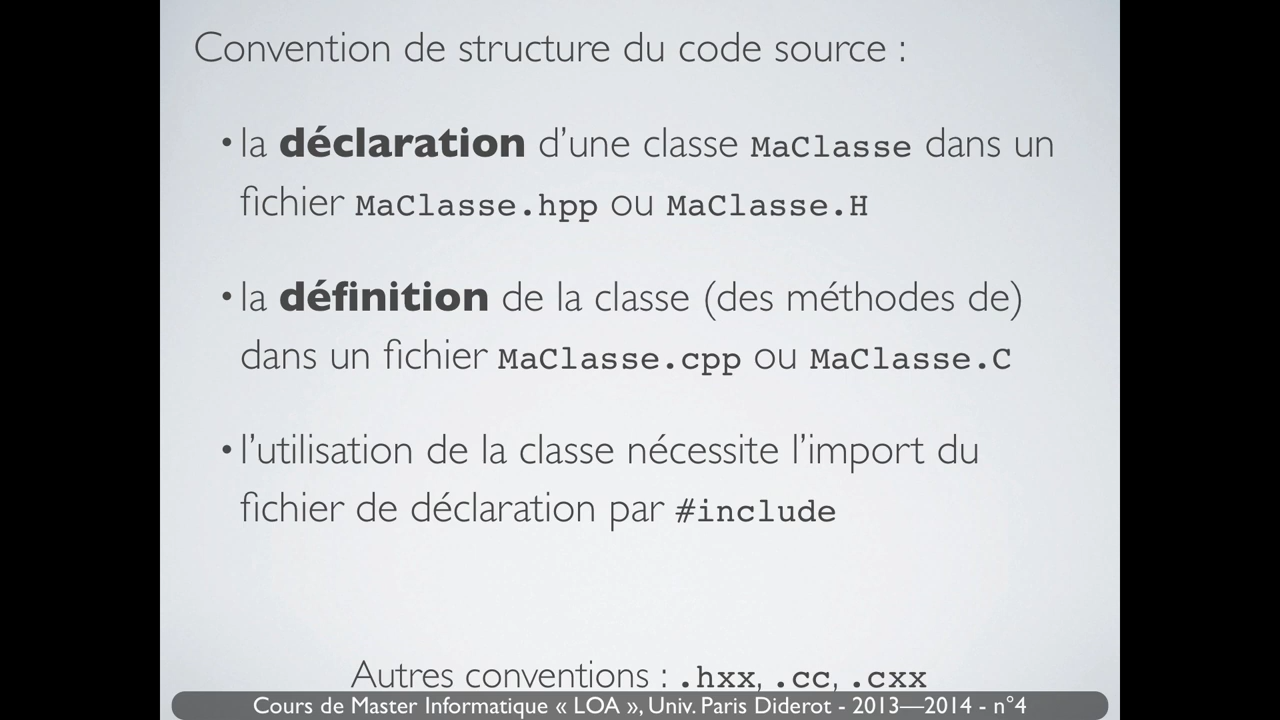 Convention de structure du code source :
• la déclaration d’une classe MaClasse dans un
fichier MaClasse.hpp ou MaClasse.H
• la définition de la classe (des méthodes de)
dans un fichier MaClasse.cpp ou MaClasse.C
• l’utilisation de la classe nécessite l’import du
fichier de déclaration par #include
Autres conventions : .hxx, .cc, .cxx
Cours de Master Informatique « LOA », Univ. Paris Diderot - 2013—2014 - n°4